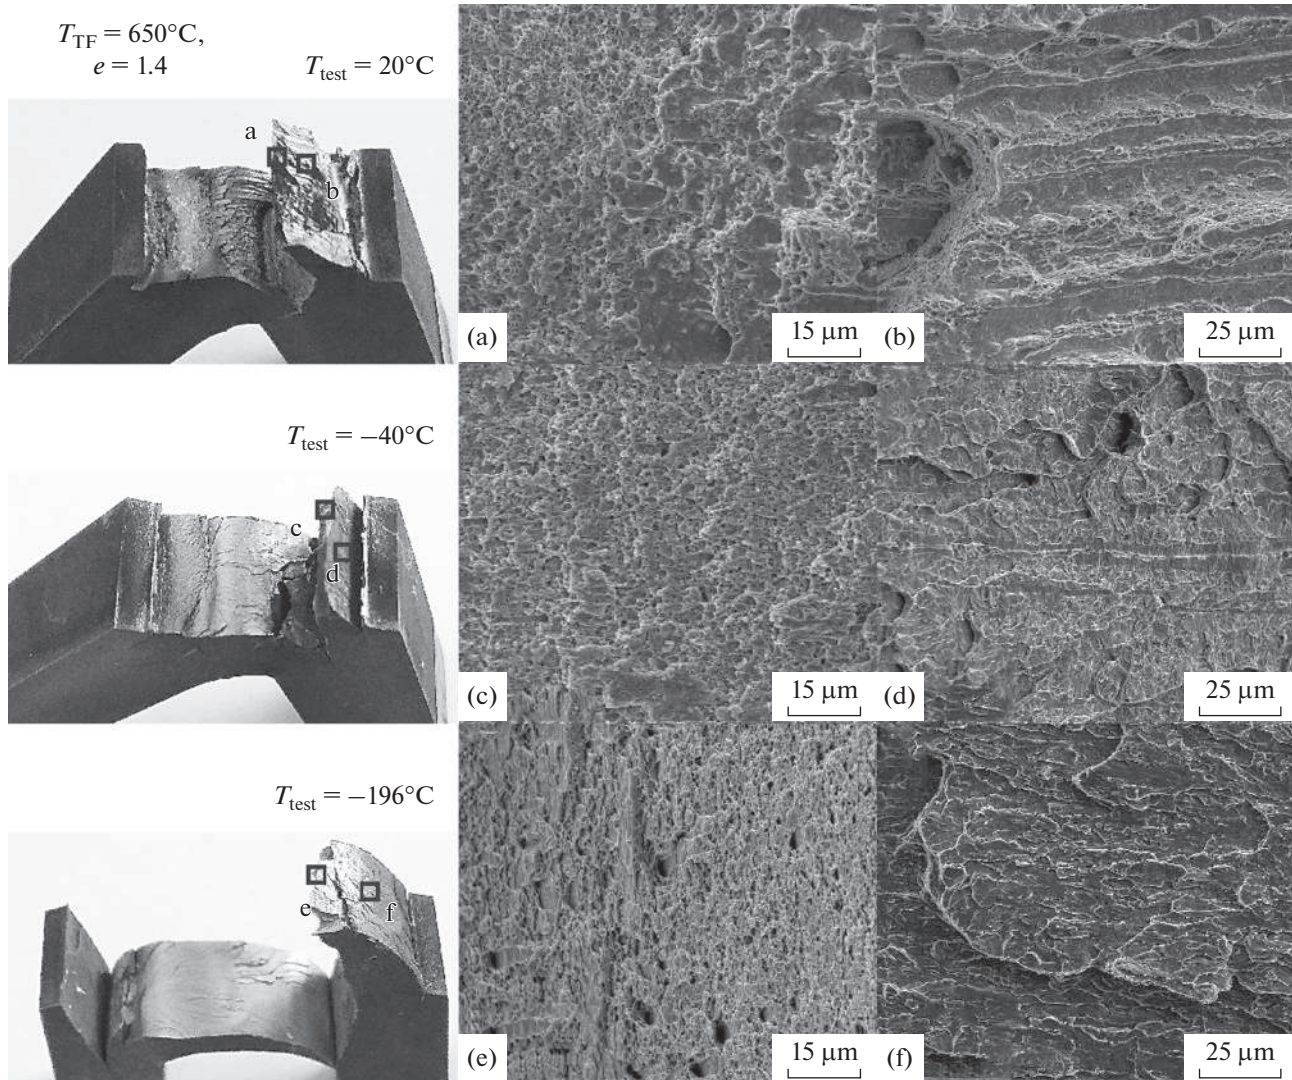 T_TF = 650°C,
e = 1.4
T_test = 20°C
a
b
(a)
15 μm
(b)
25 μm
T_test = –40°C
c
d
(c)
15 μm
(d)
25 μm
T_test = –196°C
e
f
(e)
15 μm
(f)
25 μm